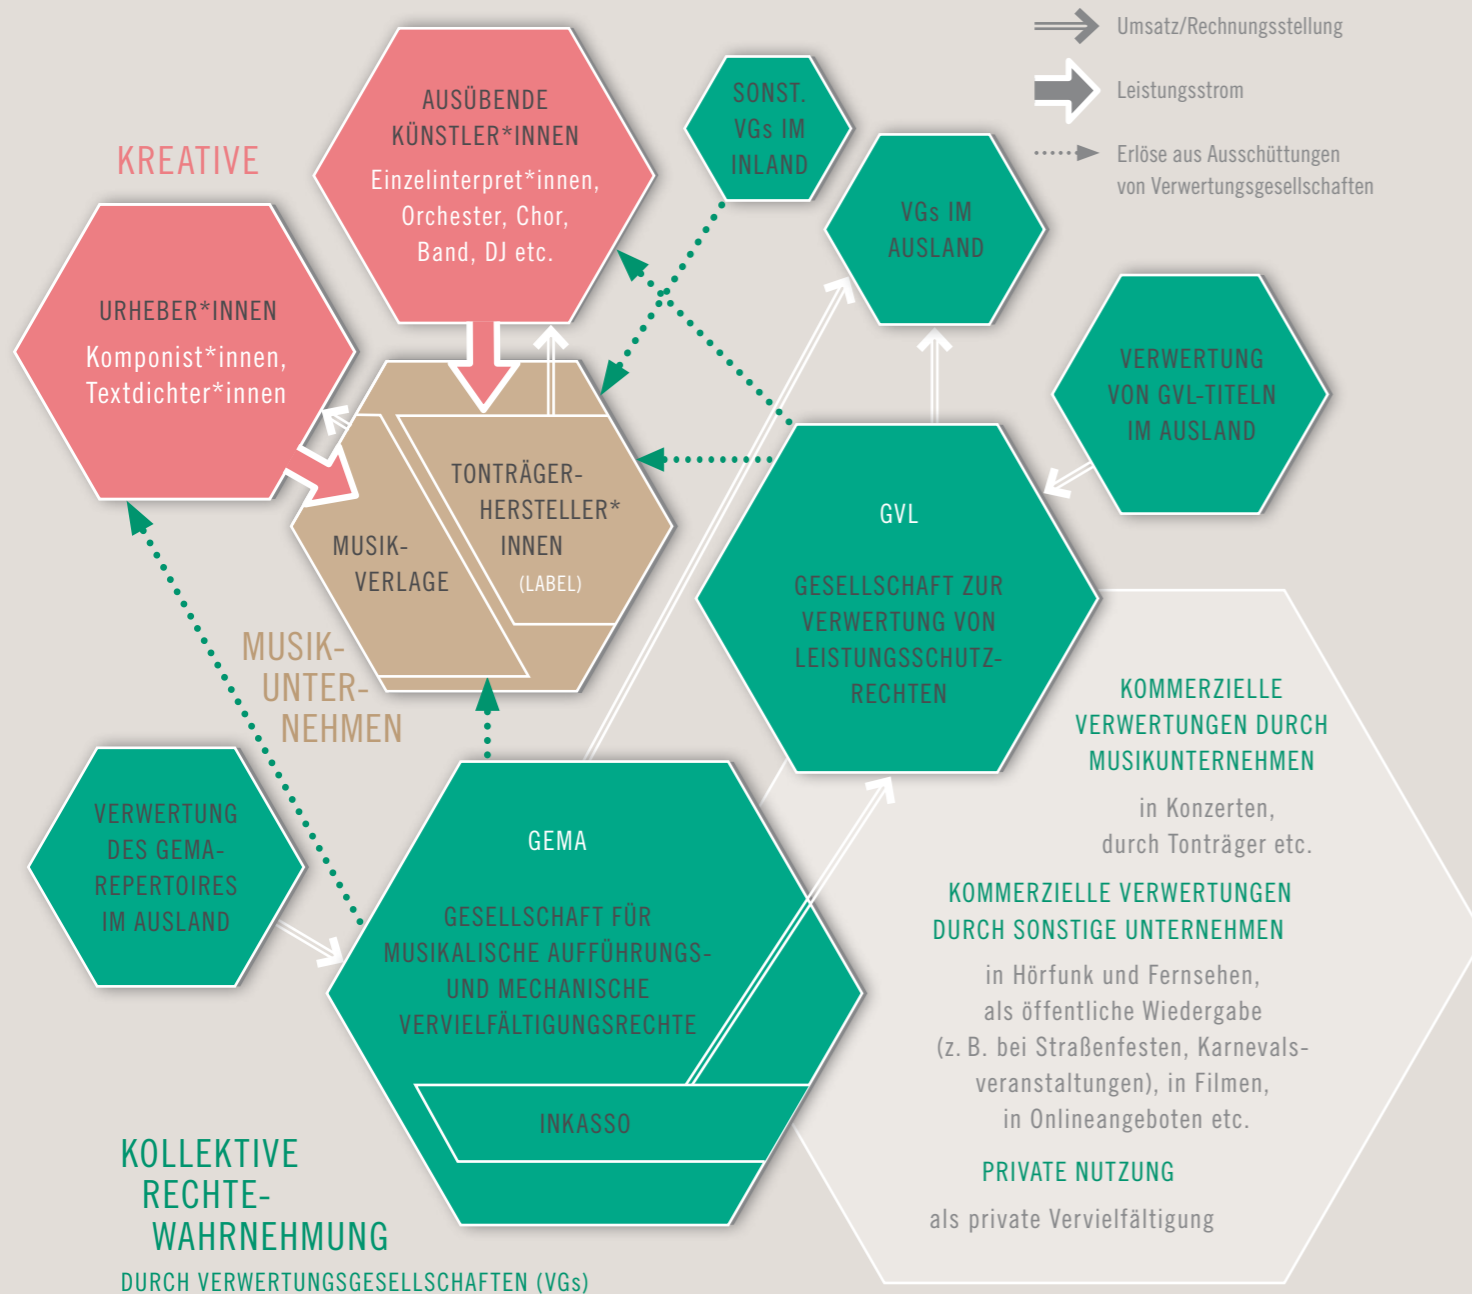 Umsatz/Rechnungsstellung
Leistungsstrom
Erlöse aus Ausschüttungen
von Verwertungsgesellschaften
KREATIVE
AUSÜBENDE
KÜNSTLER*INNEN
Einzelinterpret*innen,
Orchester, Chor,
Band, DJ etc.
SONST.
VGs IM
INLAND
VGs IM
AUSLAND
URHEBER*INNEN
Komponist*innen,
Textdichter*innen
VERWERTUNG
VON GVL-TITELN
IM AUSLAND
TONTRÄGER-
HERSTELLER*
INNEN
(LABEL)
MUSIK-
VERLAGE
MUSIK-
UNTER-
NEHMEN
GVL
GESELLSCHAFT ZUR
VERWERTUNG VON
LEISTUNGSSCHUTZ-
RECHTEN
VERWERTUNG
DES GEMA-
REPERTOIRES
IM AUSLAND
GEMA
GESELLSCHAFT FÜR
MUSIKALISCHE AUFFÜHRUNGS-
UND MECHANISCHE
VERVIELFÄLTIGUNGSRECHTE
INKASSO
KOMMERZIELLE
VERWERTUNGEN DURCH
MUSIKUNTERNEHMEN
in Konzerten,
durch Tonträger etc.
KOMMERZIELLE VERWERTUNGEN
DURCH SONSTIGE UNTERNEHMEN
in Hörfunk und Fernsehen,
als öffentliche Wiedergabe
(z. B. bei Straßenfesten, Karnevals-
veranstaltungen), in Filmen,
in Onlineangeboten etc.
PRIVATE NUTZUNG
als private Vervielfältigung
KOLLEKTIVE
RECHTE-
WAHRNEHMUNG
DURCH VERWERTUNGSGESELLSCHAFTEN (VGs)